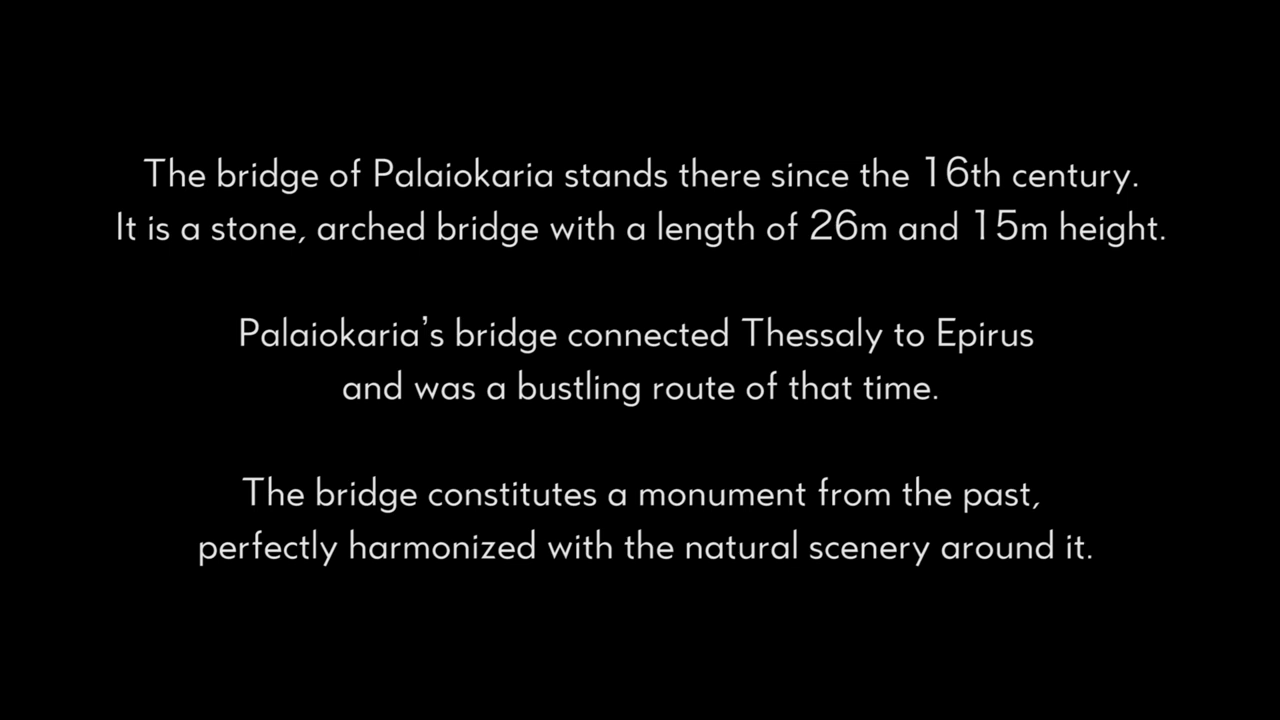 The bridge of Palaiokaria stands there since the 16th century.
It is a stone, arched bridge with a length of 26m and 15m height.
Palaiokaria’s bridge connected Thessaly to Epirus
and was a bustling route of that time.
The bridge constitutes a monument from the past,
perfectly harmonized with the natural scenery around it.